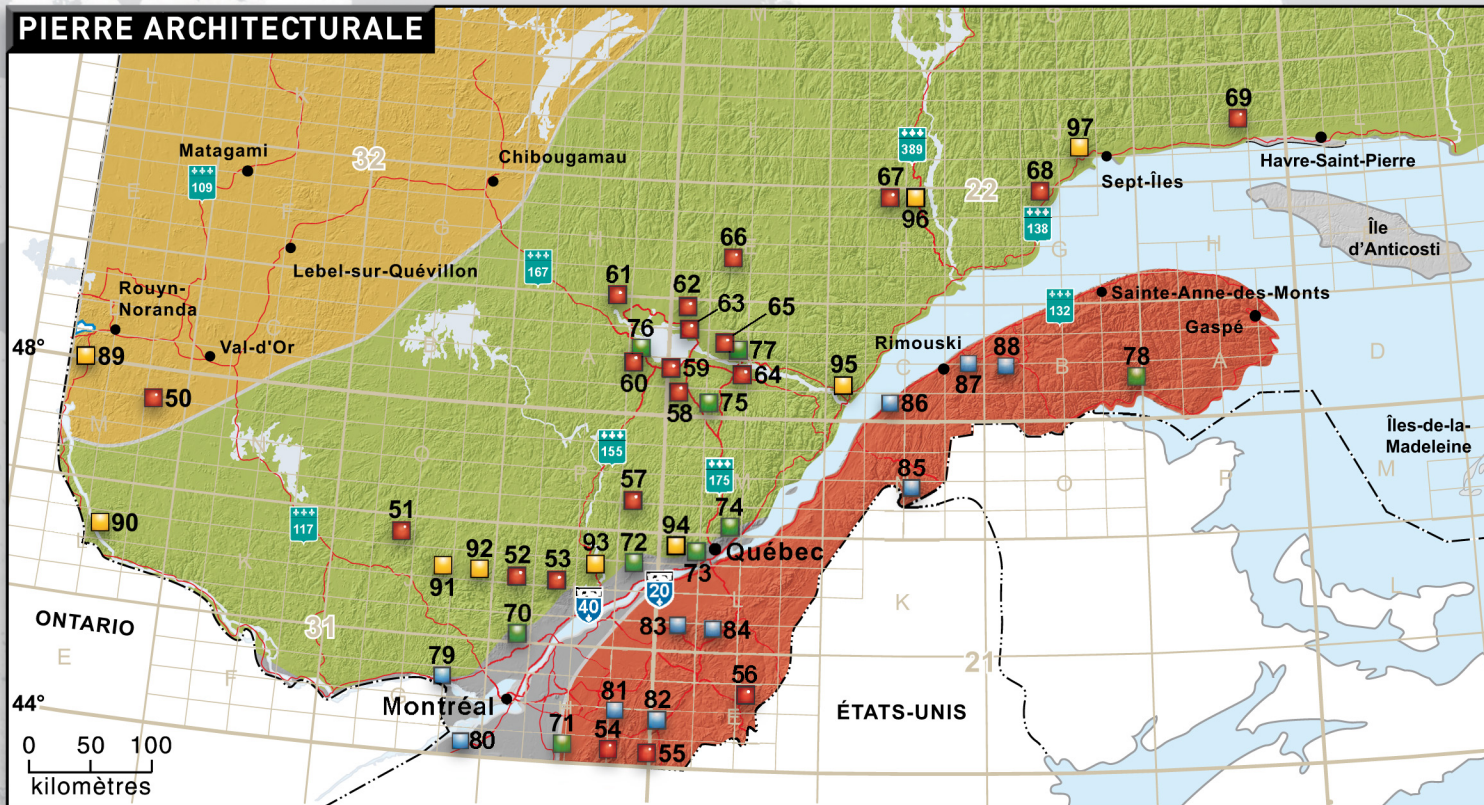 PIERRE ARCHITECTURALE
69
97
Matagami
32
Chibougamau
389
Havre-Saint-Pierre
109
67
96
22
68
Sept-Îles
138
Île
d'Anticosti
66
167
Lebel-sur-Quévillon
61
62
63
65
Sainte-Anne-des-Monts
132
Gaspé
Rouyn-
Noranda
76
77
Rimouski
88
78
48°
89
Val-d'Or
59
60
64
95
87
50
58
75
86
Îles-de-la-
Madeleine
155
175
85
57
74
90
51
117
94
Québec
93
72
73
92
91
52
53
40
20
70
83
84
ONTARIO
31
21
79
56
81
82
ÉTATS-UNIS
44°
Montréal
80
71
54
55
0 50 100
kilomètres
L
K
J
I
L
K
J
I
L
E
F
G
H
H
G
C
B
A
C
B
A
D
M
N
O
P
M
O
P
M
L
K
L
K
L
E
F
G
E